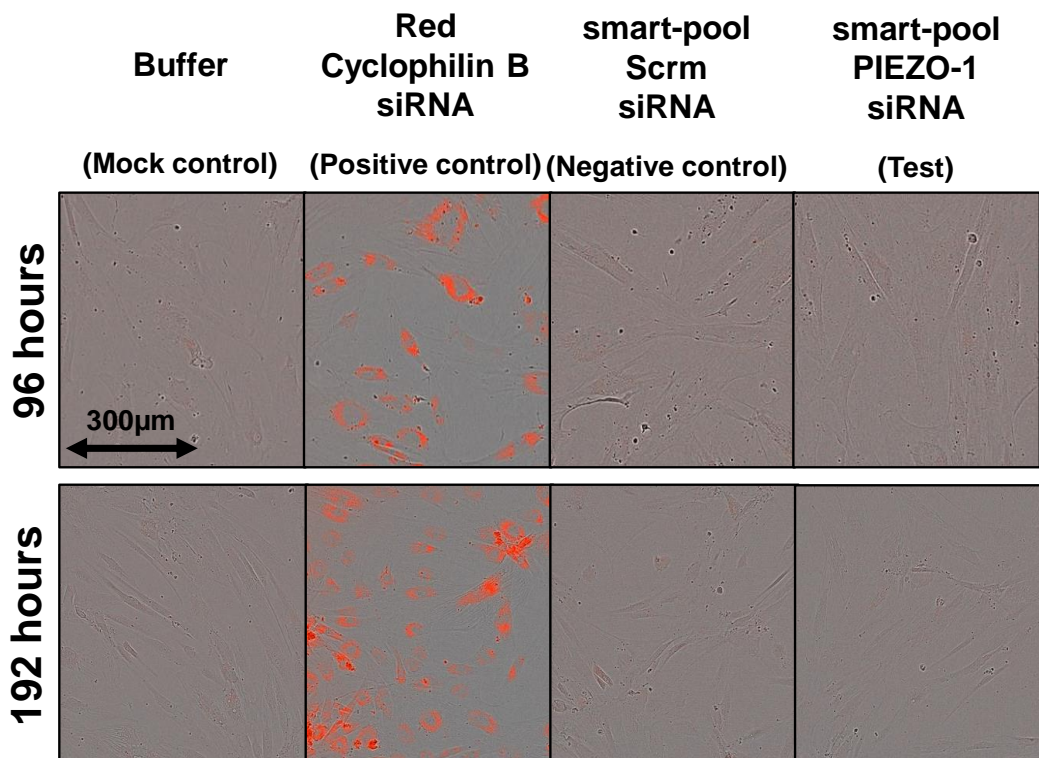 Buffer
Red
Cyclophilin B
siRNA
smart-pool
Scrm
siRNA
smart-pool
PIEZO-1
siRNA
(Mock control)
(Positive control)
(Negative control)
(Test)
96 hours
300µm
192 hours